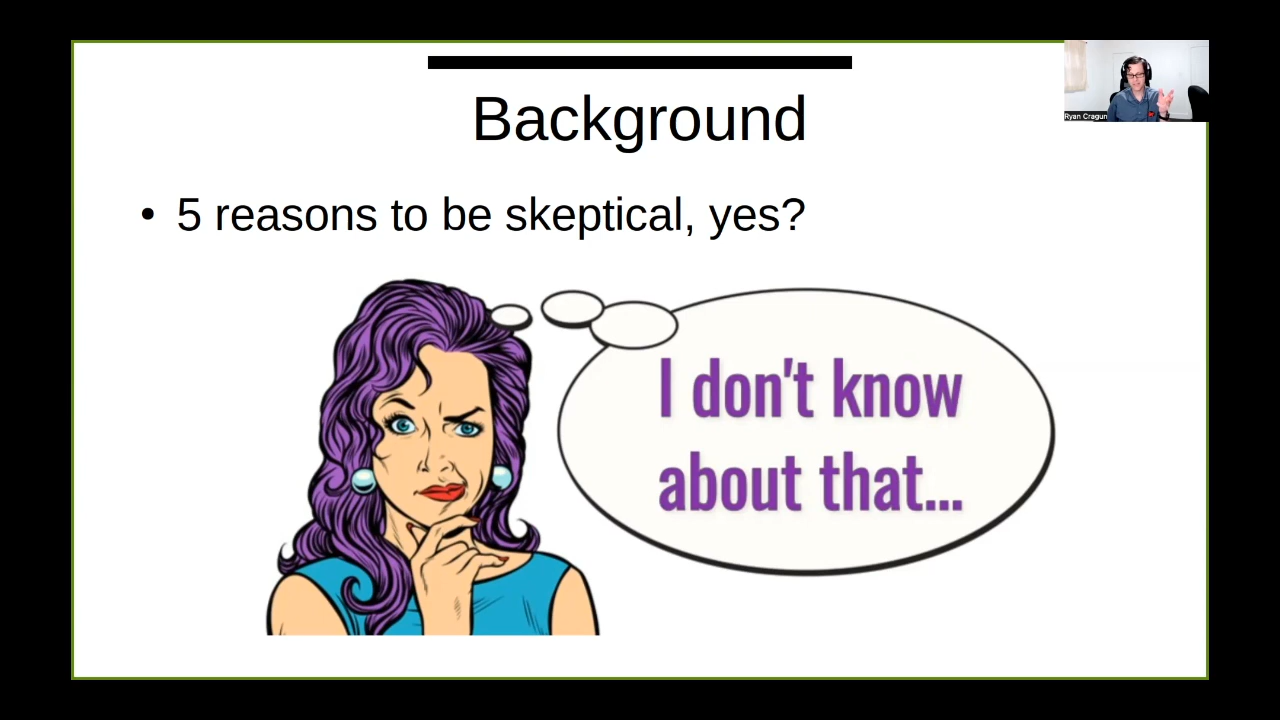 Background
Ryan Cragun
• 5 reasons to be skeptical, yes?
I don't know
about that...